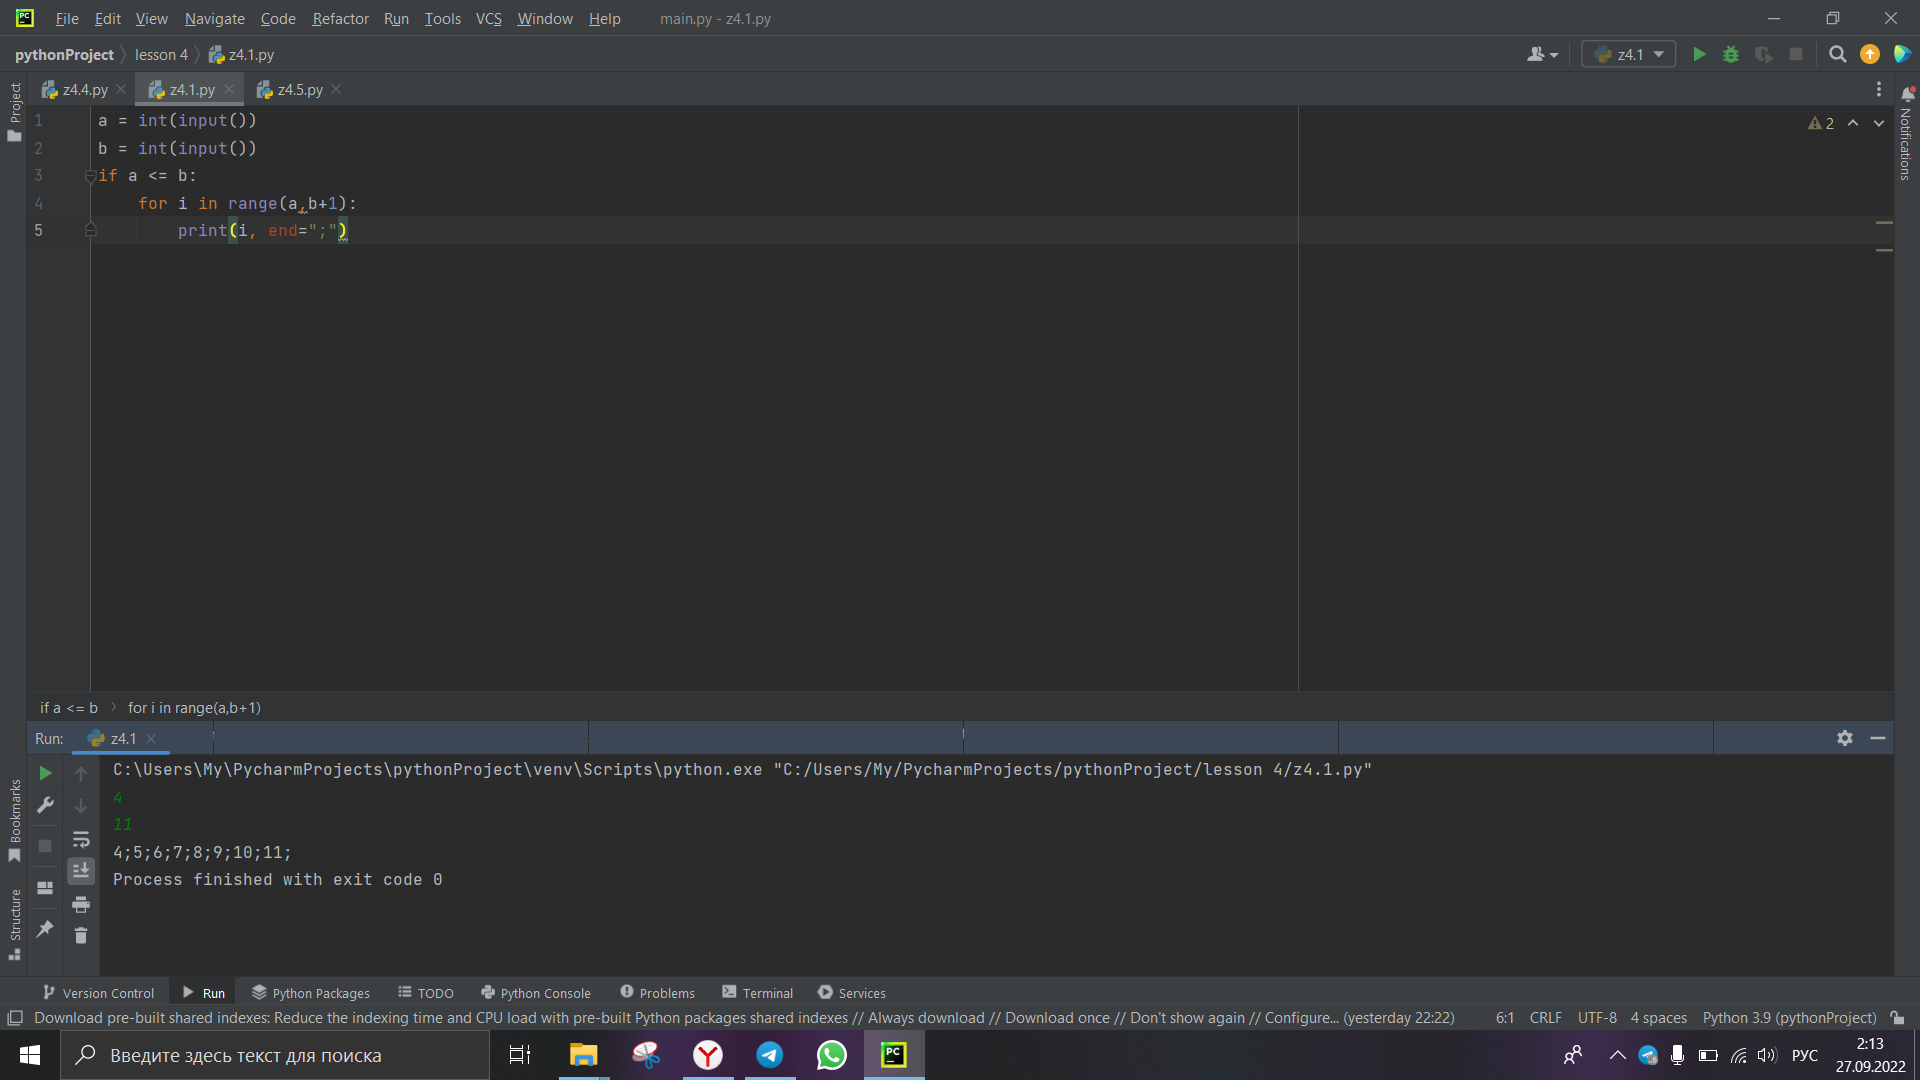 File Edit View Navigate Code Refactor Run Tools VCS Window Help main.py - z4.1.py
pythonProject lesson 4 z4.1.py z4.1
z4.4.py z4.1.py z4.5.py
Project
Notifications
2
1 a = int(input())
2 b = int(input())
3 if a <= b:
4 for i in range(a,b+1):
5 print(i, end=";")
if a <= b for i in range(a,b+1)
Run: z4.1
C:\Users\My\PycharmProjects\pythonProject\venv\Scripts\python.exe "C:/Users/My/PycharmProjects/pythonProject/lesson 4/z4.1.py"
4
11
4;5;6;7;8;9;10;11;
Process finished with exit code 0
Bookmarks
Structure
Version Control Run Python Packages TODO Python Console Problems Terminal Services
Download pre-built shared indexes: Reduce the indexing time and CPU load with pre-built Python packages shared indexes // Always download // Download once // Don't show again // Configure... (yesterday 22:22) 6:1 CRLF UTF-8 4 spaces Python 3.9 (pythonProject)
Введите здесь текст для поиска РУС 2:13
27.09.2022